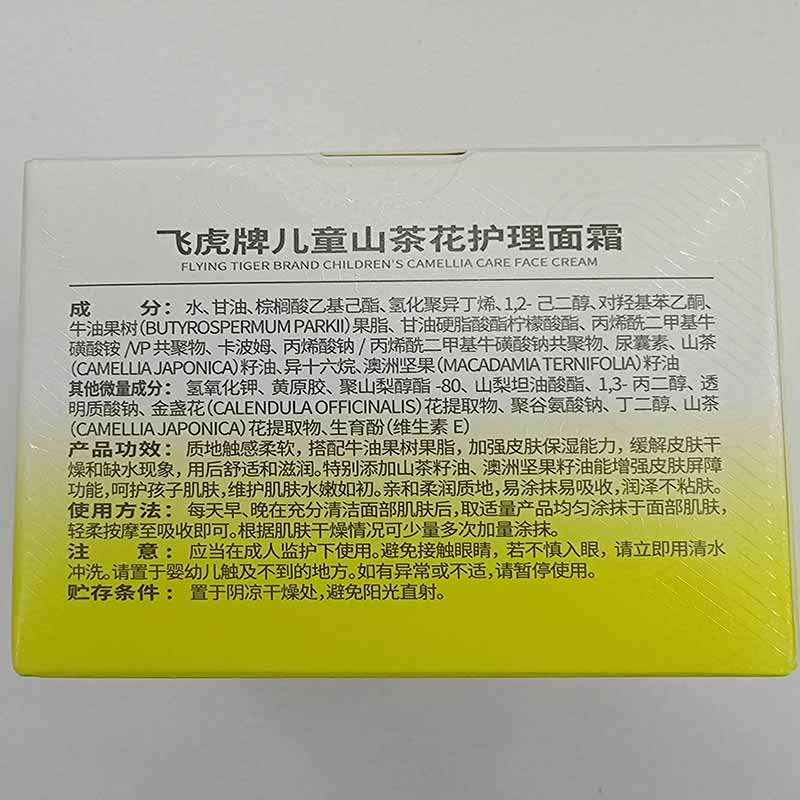 飞虎牌儿童山茶花护理面霜
FLYING TIGER BRAND CHILDREN'S CAMELLIA CARE FACE CREAM
成 分：水、甘油、棕榈酸乙基己酯、氢化聚异丁烯、1,2-己二醇、对羟基苯乙酮、
牛油果树（BUTYROSPERMUM PARKII）果脂、甘油硬脂酸酯柠檬酸酯、丙烯酰二甲基牛
磺酸铵/VP共聚物、卡波姆、丙烯酸钠/丙烯酰二甲基牛磺酸钠共聚物、尿囊素、山茶
（CAMELLIA JAPONICA）籽油、异十六烷、澳洲坚果（MACADAMIA TERNIFOLIA）籽油
其他微量成分：氢氧化钾、黄原胶、聚山梨醇酯-80、山梨坦油酸酯、1,3-丙二醇、透
明质酸钠、金盏花（CALENDULA OFFICINALIS）花提取物、聚谷氨酸钠、丁二醇、山茶
（CAMELLIA JAPONICA）花提取物、生育酚（维生素E）
产品功效：质地触感柔软，搭配牛油果树果脂，加强皮肤保湿能力，缓解皮肤干
燥和缺水现象，用后舒适和滋润。特别添加山茶籽油、澳洲坚果籽油能增强皮肤屏障
功能，呵护孩子肌肤，维护肌肤水嫩如初。亲和柔润质地，易涂抹易吸收，润泽不粘肤。
使用方法：每天早、晚在充分清洁面部肌肤后，取适量产品均匀涂抹于面部肌肤，
轻柔按摩至吸收即可。根据肌肤干燥情况可少量多次加量涂抹。
注 意：应当在成人监护下使用。避免接触眼睛，若不慎入眼，请立即用清水
冲洗。请置于婴幼儿触及不到的地方。如有异常或不适，请暂停使用。
贮存条件：置于阴凉干燥处，避免阳光直射。